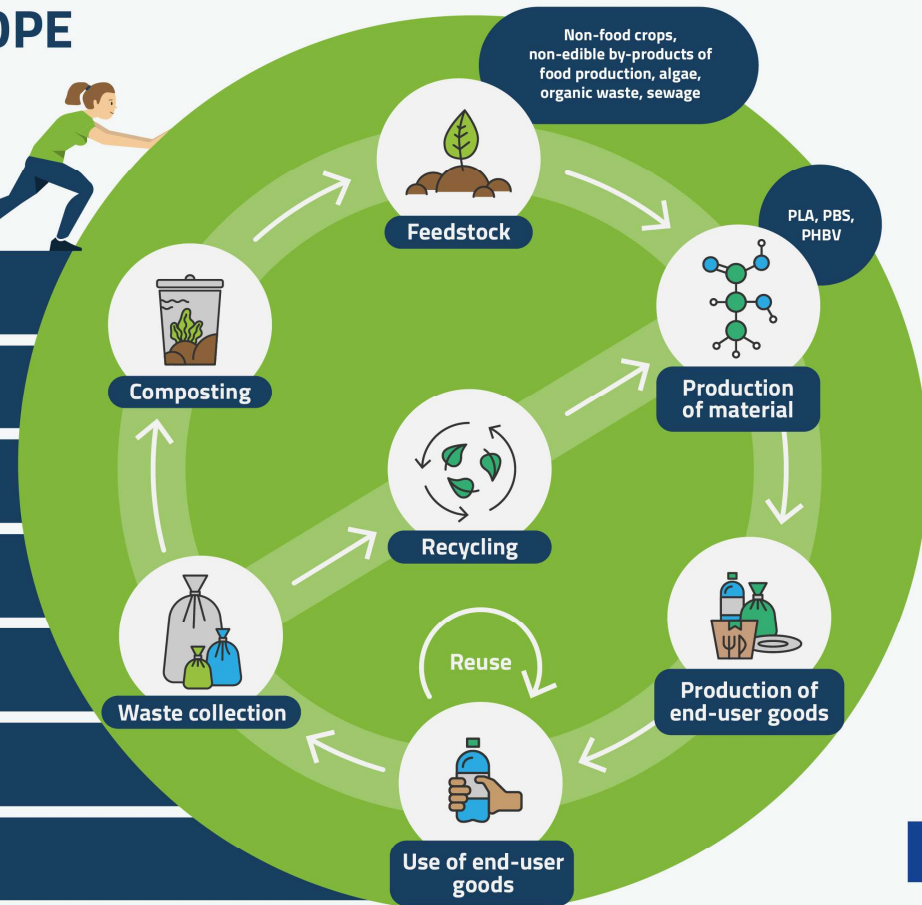 OPE
Non-food crops,
non-edible by-products of
food production, algae,
organic waste, sewage
Feedstock
PLA, PBS,
PHBV
Production
of material
Composting
Recycling
Reuse
Production of
end-user goods
Waste collection
Use of end-user
goods